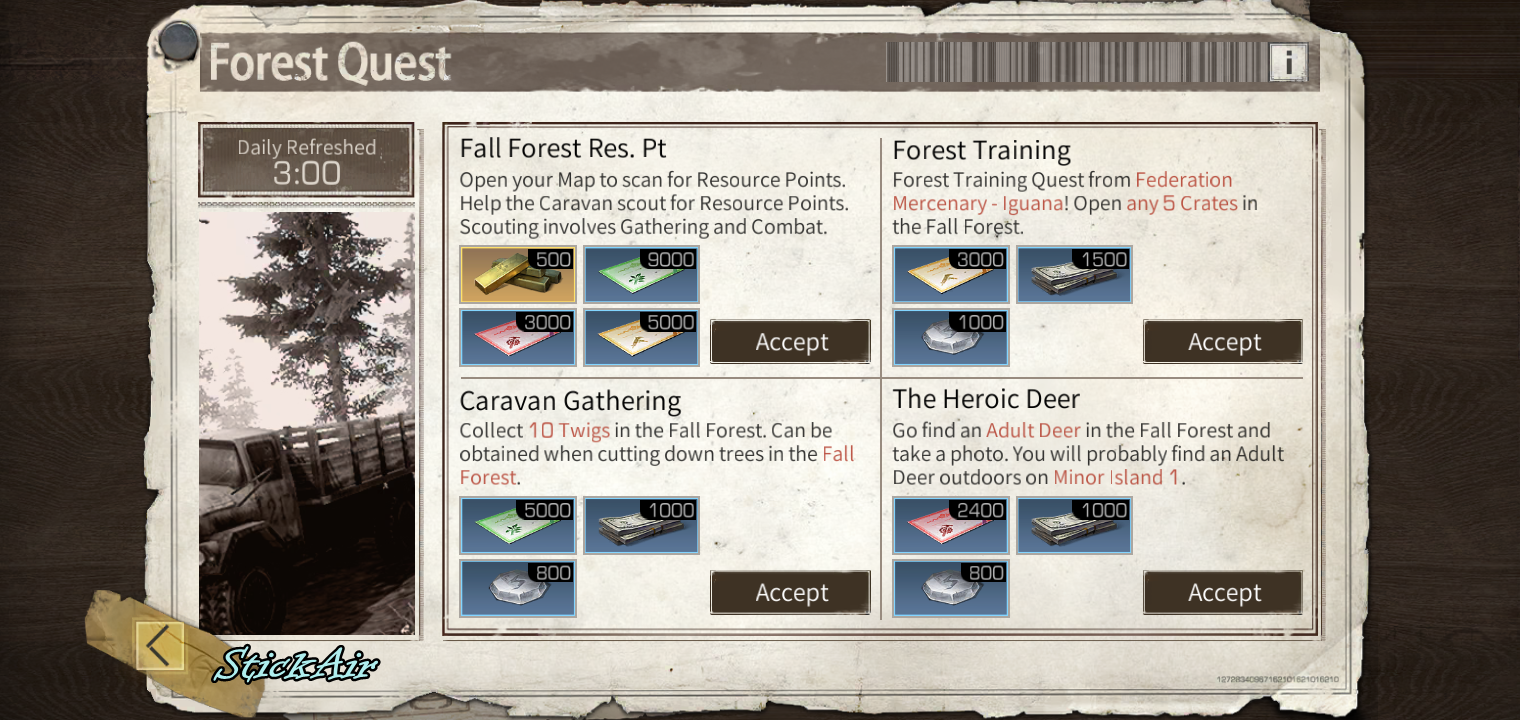 Forest Quest
i
Daily Refreshed
3:00
Fall Forest Res. Pt
Open your Map to scan for Resource Points.
Help the Caravan scout for Resource Points.
Scouting involves Gathering and Combat.
500
9000
3000
5000
Accept
Forest Training
Forest Training Quest from Federation
Mercenary - Iguana! Open any 5 Crates in
the Fall Forest.
3000
1500
1000
Accept
Caravan Gathering
Collect 10 Twigs in the Fall Forest. Can be
obtained when cutting down trees in the Fall
Forest.
5000
1000
800
Accept
The Heroic Deer
Go find an Adult Deer in the Fall Forest and
take a photo. You will probably find an Adult
Deer outdoors on Minor Island 1.
2400
1000
800
Accept
StickAir